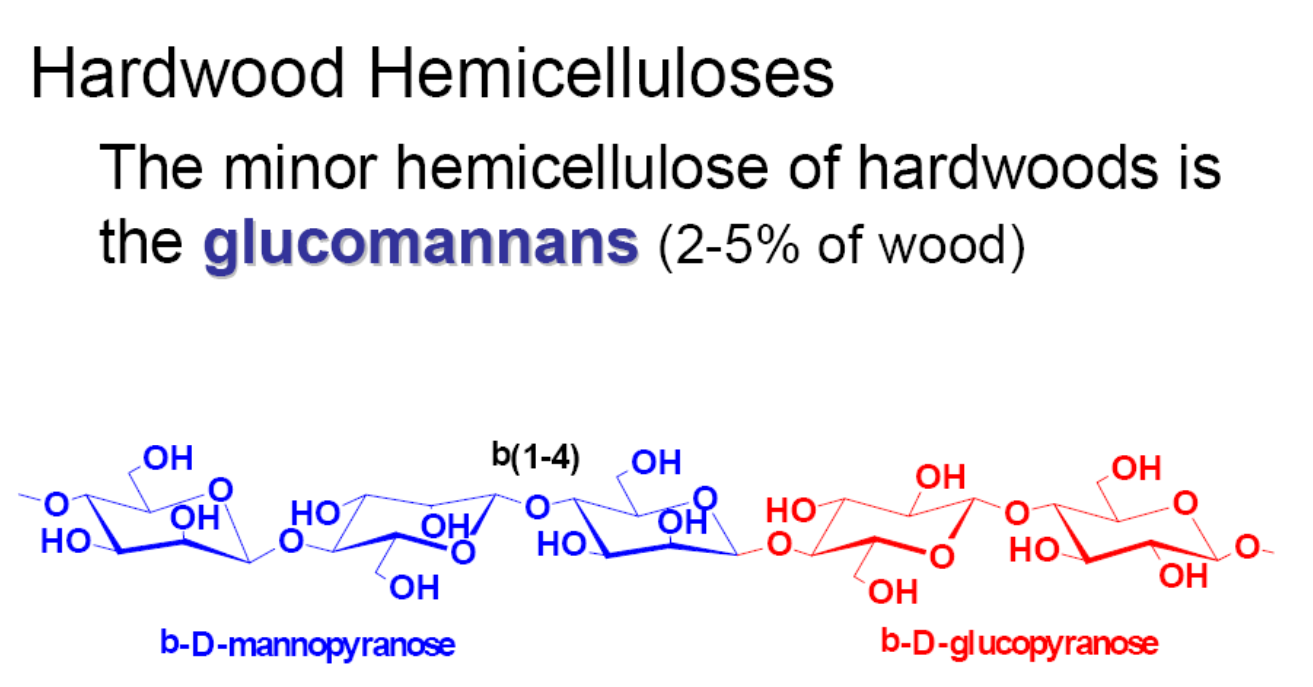 Hardwood Hemicelluloses
The minor hemicellulose of hardwoods is
the glucomannans (2-5% of wood)
b(1-4)
OH OH OH OH
O O OH HO O OH O HO O OH O
HO O OH O HO O O HO OH O
OH OH
b-D-mannopyranose b-D-glucopyranose